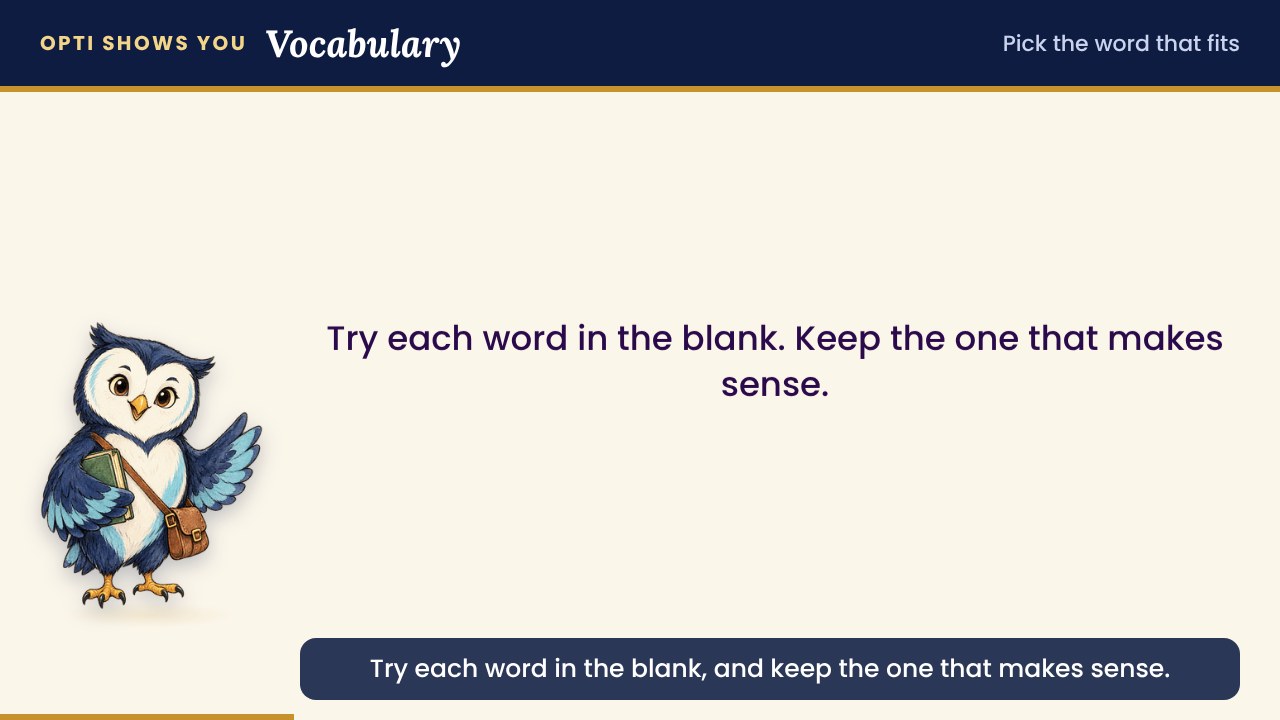 OPTI SHOWS YOU Vocabulary
Pick the word that fits
Try each word in the blank. Keep the one that makes
sense.
Try each word in the blank, and keep the one that makes sense.